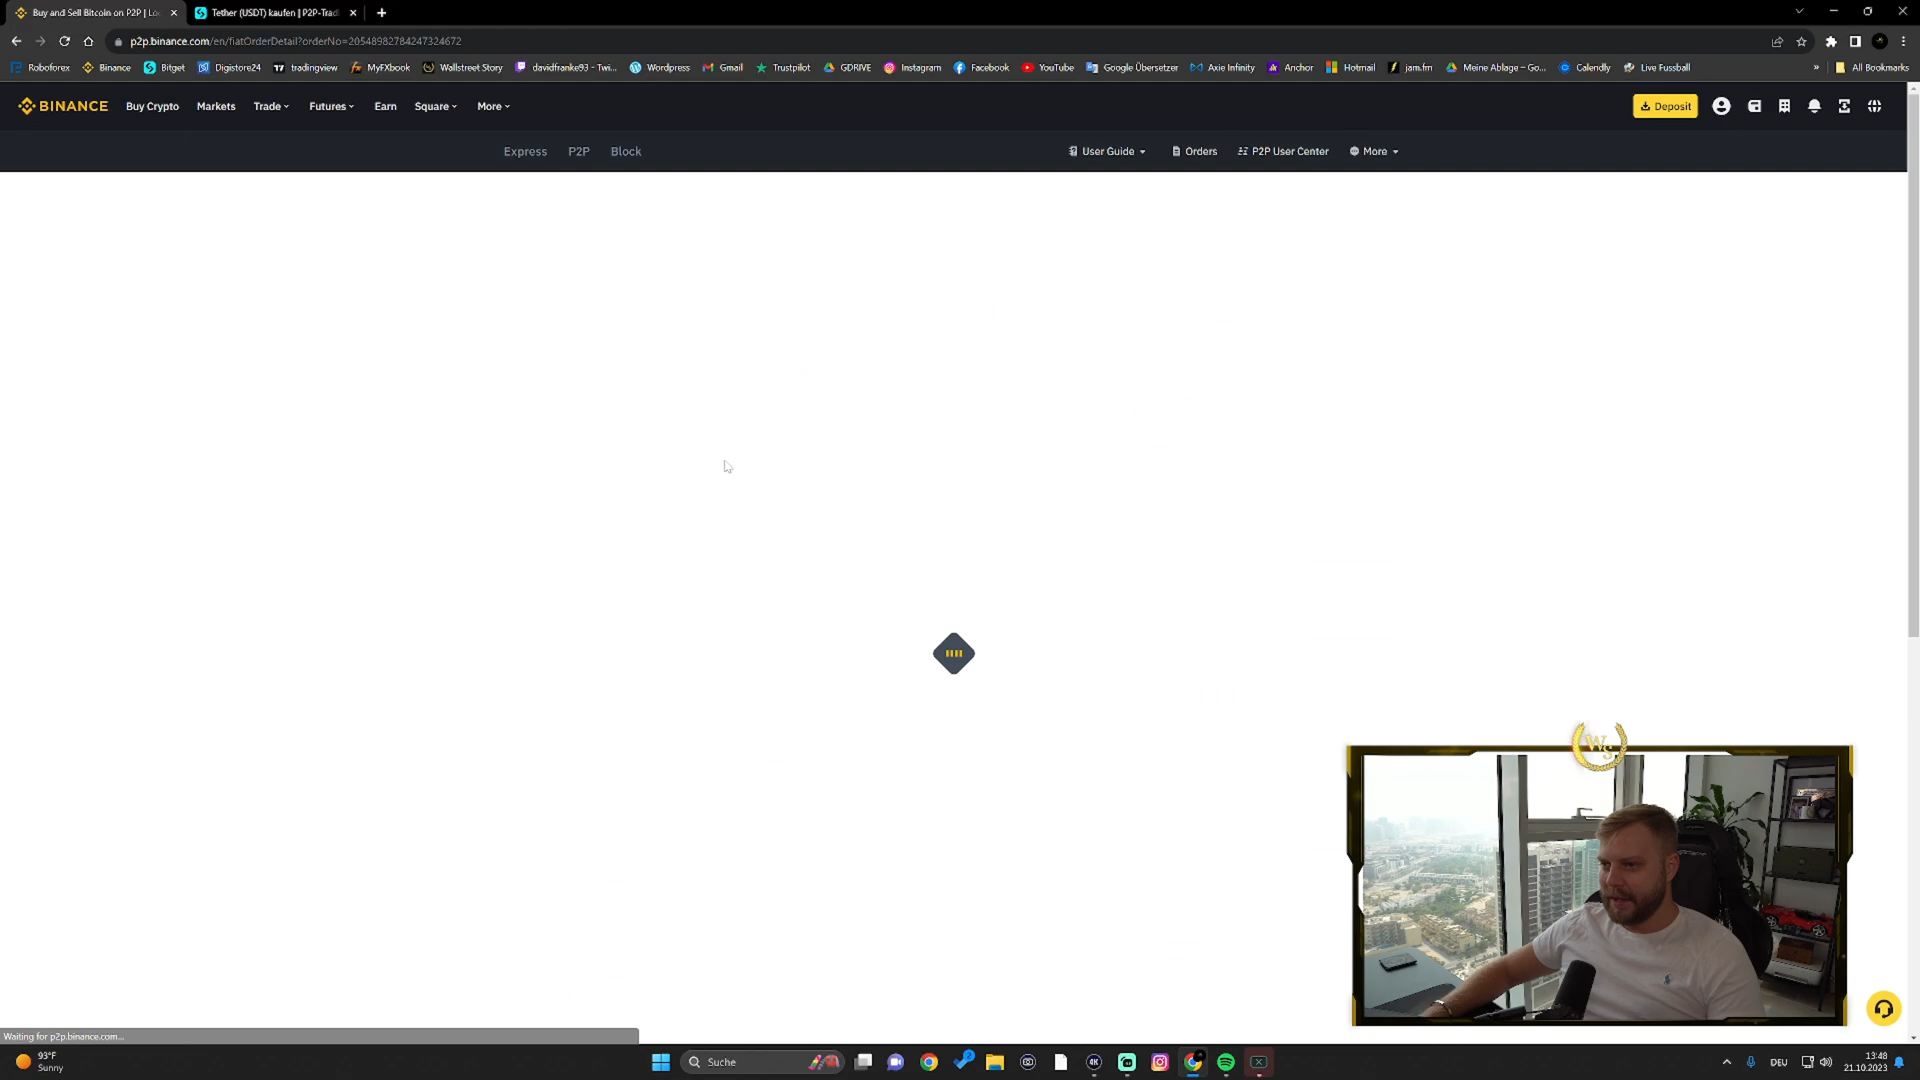 Buy and Sell Bitcoin on P2P | Lo
Tether (USDT) kaufen | P2P-Trad
p2p.binance.com/en/fiatOrderDetail?orderNo=20548982784247324672
Roboforex Binance Bitget Digistore24 tradingview MyFXbook Wallstreet Story davidfranke93 - Twi... Wordpress Gmail Trustpilot GDRIVE Instagram Facebook YouTube Google Übersetzer Axie Infinity Anchor Hotmail jam.fm Meine Ablage – Go... Calendly Live Fussball » All Bookmarks
BINANCE Buy Crypto Markets Trade Futures Earn Square More Deposit
Express P2P Block User Guide Orders P2P User Center More
WS
Waiting for p2p.binance.com...
93°F
Sunny
Suche
2
4K
DEU
13:48
21.10.2023